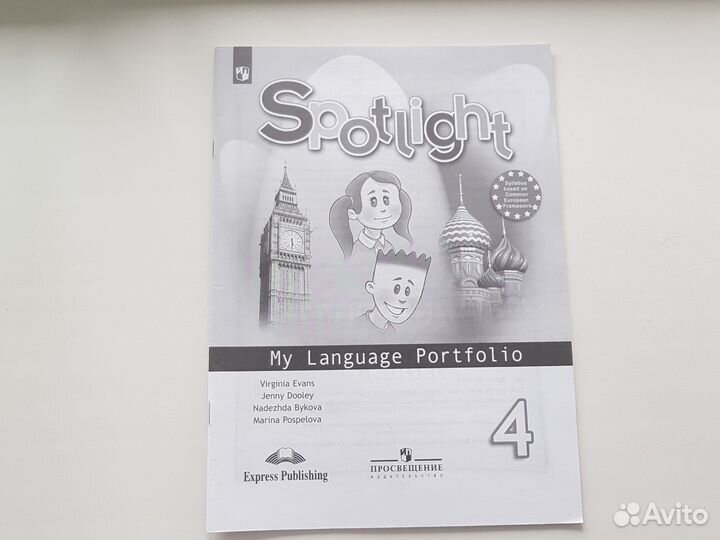 Spotlight
Syllabus
based on
Common
European
Framework
My Language Portfolio
Virginia Evans
Jenny Dooley
Nadezhda Bykova
Marina Pospelova
4
Express Publishing
ПРОСВЕЩЕНИЕ
ИЗДАТЕЛЬСТВО
Avito